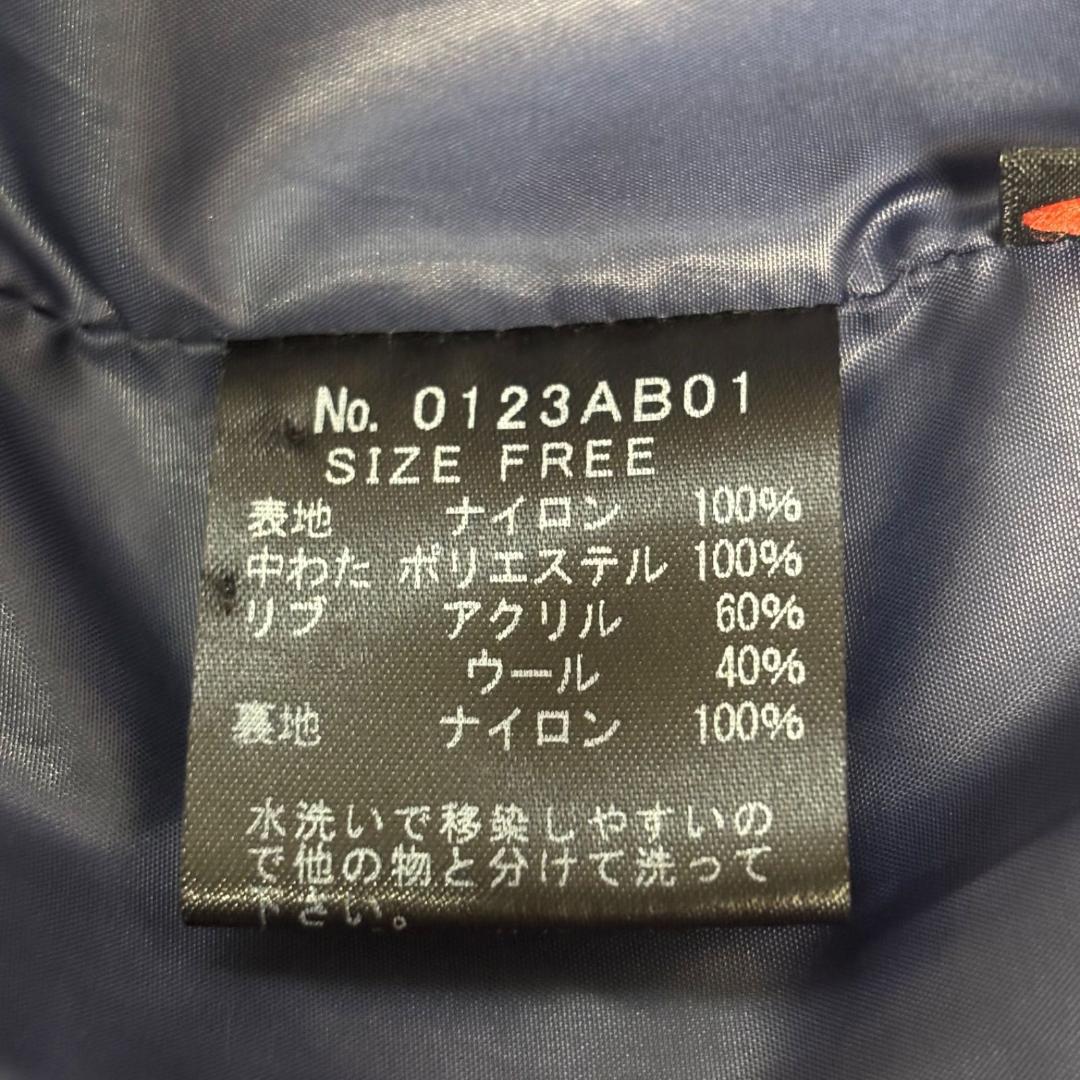 No. 0123AB01
SIZE FREE
表地 ナイロン 100%
中わた ポリエステル 100%
リブ アクリル 60%
ウール 40%
裏地 ナイロン 100%
水洗いで移染しやすいの
で他の物と分けて洗って
下さい。